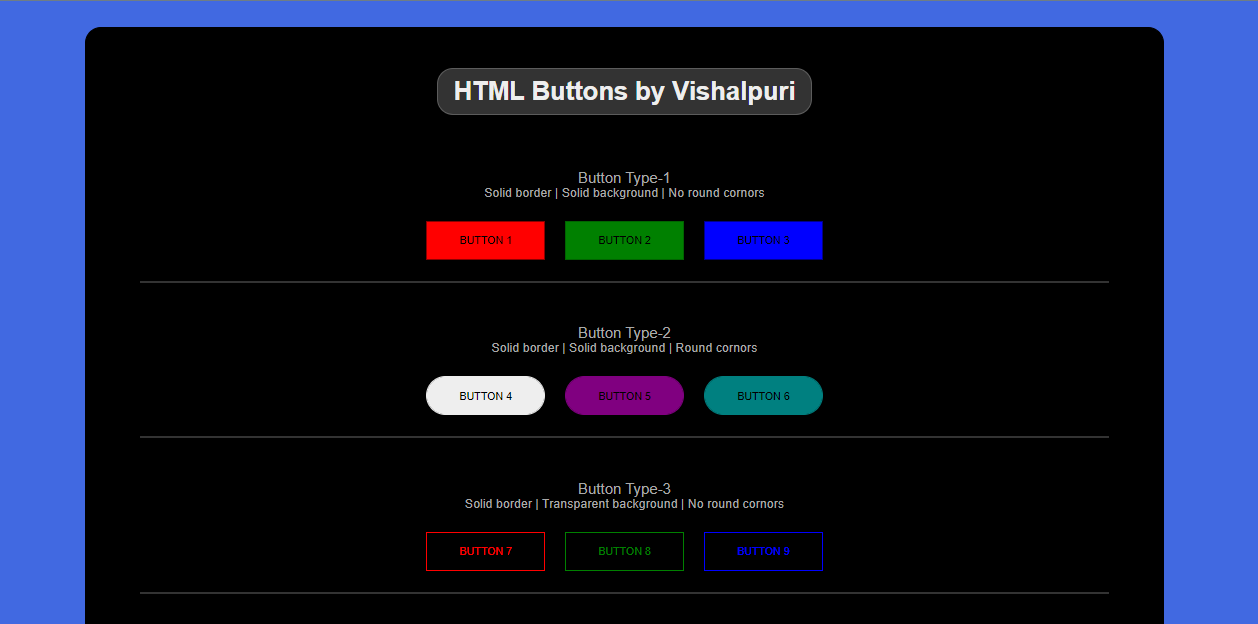 HTML Buttons by Vishalpuri
Button Type-1
Solid border | Solid background | No round cornors
BUTTON 1 BUTTON 2 BUTTON 3
Button Type-2
Solid border | Solid background | Round cornors
BUTTON 4 BUTTON 5 BUTTON 6
Button Type-3
Solid border | Transparent background | No round cornors
BUTTON 7 BUTTON 8 BUTTON 9